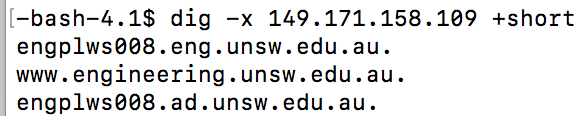 [-bash-4.1$ dig -x 149.171.158.109 +short
engplws008.eng.unsw.edu.au.
www.engineering.unsw.edu.au.
engplws008.ad.unsw.edu.au.